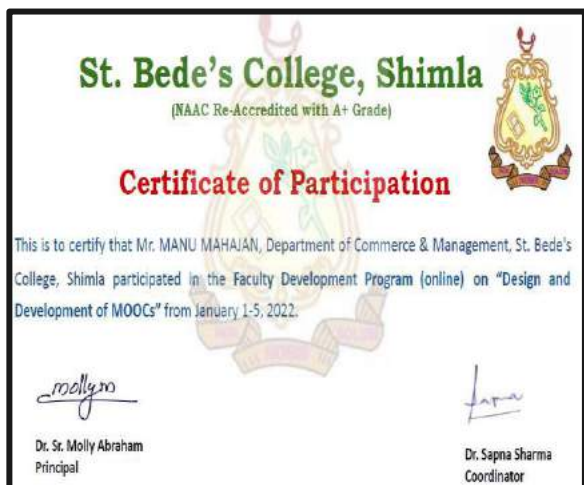 St. Bede's College, Shimla
(NAAC Re-Accredited with A+ Grade)
Certificate of Participation
This is to certify that Mr. MANU MAHAJAN, Department of Commerce & Management, St. Bede's
College, Shimla participated in the Faculty Development Program (online) on “Design and
Development of MOOCs” from January 1-5, 2022.
Dr. Sr. Molly Abraham
Principal
Dr. Sapna Sharma
Coordinator